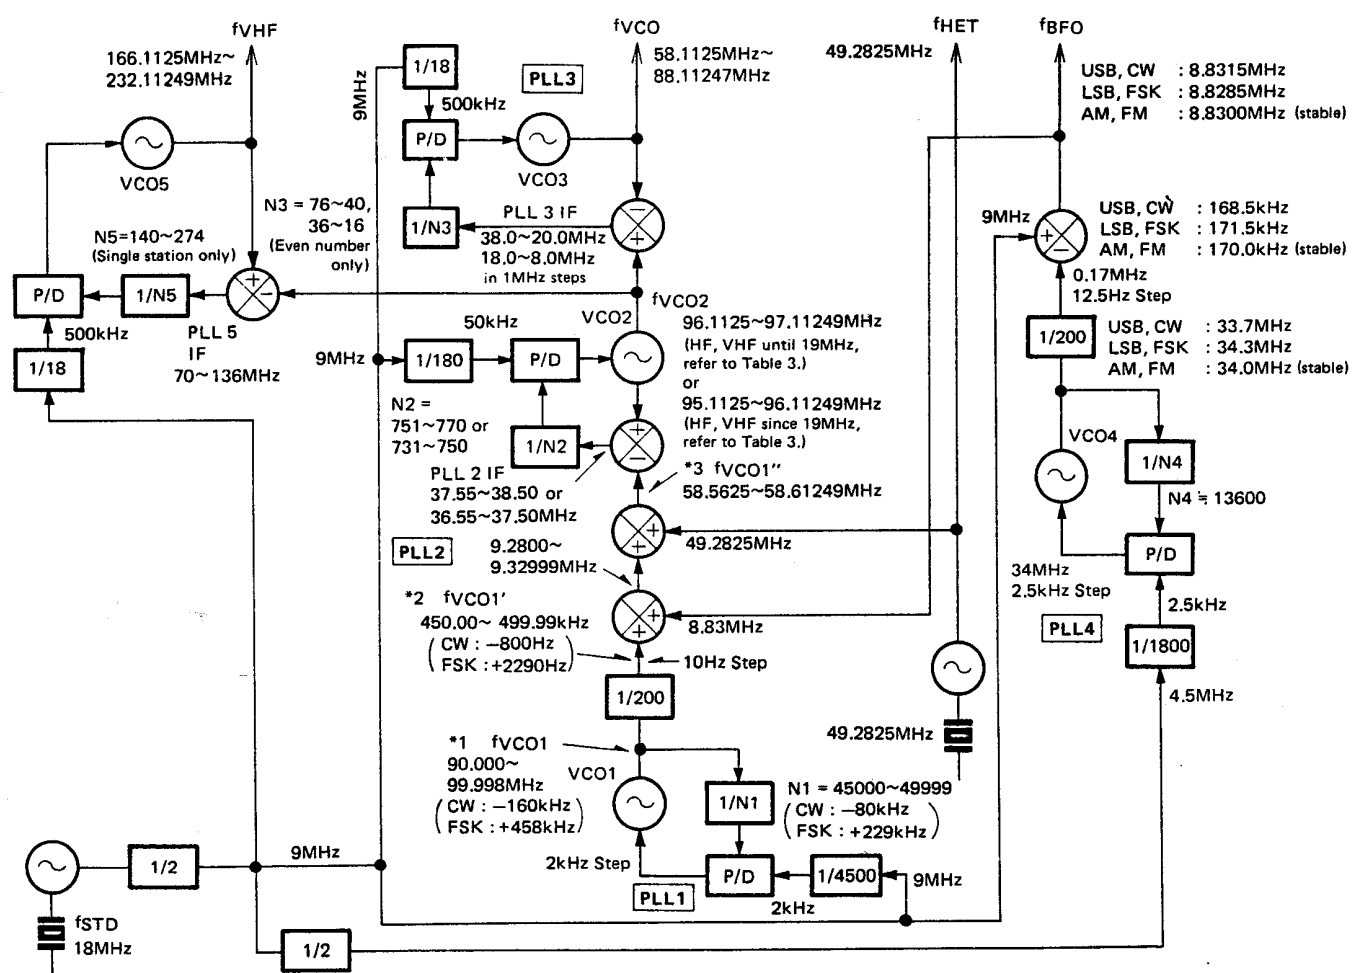 fVHF
166.1125MHz~
232.11249MHz
VCO5
N5=140~274
(Single station only)
P/D
1/N5
500kHz
1/18
PLL 5
IF
70~136MHz
9MHz
1/18
500kHz
PLL3
P/D
VCO3
N3 = 76~40,
36~16
(Even number
only)
1/N3
PLL 3 IF
38.0~20.0MHz
18.0~8.0MHz
in 1MHz steps
fVCO
58.1125MHz~
88.11247MHz
−
+
+
−
fVCO2
VCO2
96.1125~97.11249MHz
(HF, VHF until 19MHz,
refer to Table 3.)
or
95.1125~96.11249MHz
(HF, VHF since 19MHz,
refer to Table 3.)
50kHz
9MHz
1/180
P/D
N2 =
751~770 or
731~750
1/N2
+
−
PLL 2 IF
37.55~38.50 or
36.55~37.50MHz
*3 fVCO1''
58.5625~58.61249MHz
PLL2
+
+
49.2825MHz
9.2800~
9.32999MHz
*2 fVCO1'
450.00~ 499.99kHz
(CW : −800Hz
FSK : +2290Hz)
+
+
8.83MHz
10Hz Step
1/200
*1 fVCO1
90.000~
99.998MHz
(CW : −160kHz
FSK : +458kHz)
VCO1
1/N1
N1 = 45000~49999
(CW : −80kHz
FSK : +229kHz)
2kHz Step
P/D
1/4500
9MHz
PLL1
2kHz
fHET
49.2825MHz
49.2825MHz
fBFO
USB, CW : 8.8315MHz
LSB, FSK : 8.8285MHz
AM, FM : 8.8300MHz (stable)
9MHz
+
−
USB, CW : 168.5kHz
LSB, FSK : 171.5kHz
AM, FM : 170.0kHz (stable)
0.17MHz
12.5Hz Step
1/200
USB, CW : 33.7MHz
LSB, FSK : 34.3MHz
AM, FM : 34.0MHz (stable)
VCO4
1/N4
N4 ≒ 13600
P/D
34MHz
2.5kHz Step
2.5kHz
PLL4
1/1800
4.5MHz
1/2
9MHz
fSTD
18MHz
1/2